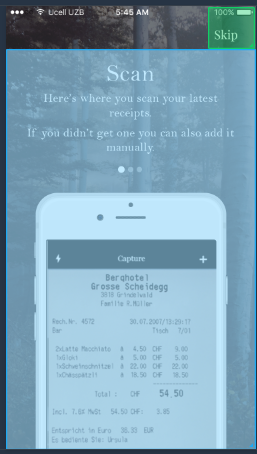 Ucell UZB 5:45 AM 100%
Skip
Scan
Here's where you scan your latest
receipts.
If you didn't get one you can also add it
manually.
Capture
Berghotel
Grosse Scheidegg
3818 Grindelwald
Familie R.Müller
Rech.Nr. 4572 30.07.2007/13:29:17
Bar Tisch 7/01
2xLatte Macchiato à 4.50 CHF 9.00
1xGloki à 5.00 CHF 5.00
1xSchweinschnitzel à 22.00 CHF 22.00
1xChässpätzli à 18.50 CHF 18.50
Total: CHF 54.50
Incl. 7.6% MwSt 54.50 CHF: 3.85
Entspricht in Euro 36.33 EUR
Es bediente Sie: Ursula